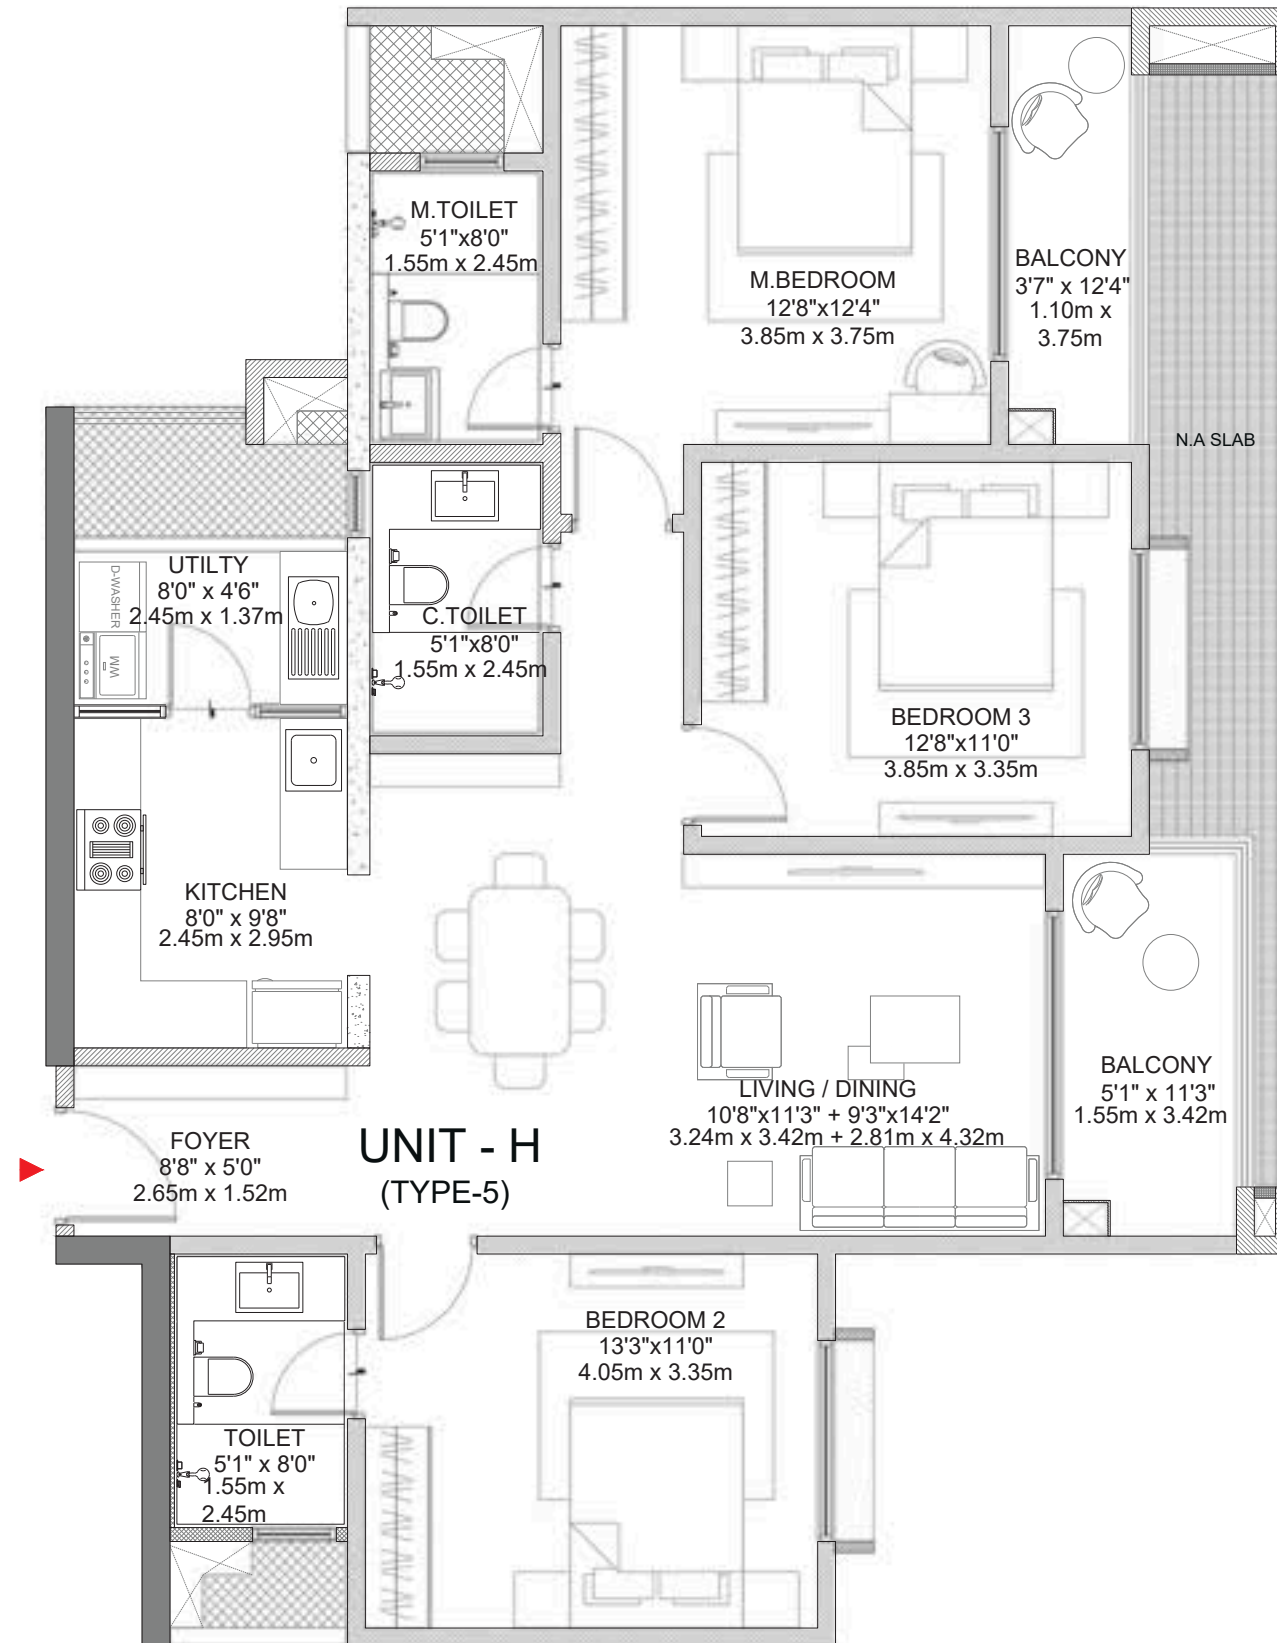 M.TOILET
5'1"x8'0"
1.55m x 2.45m
M.BEDROOM
12'8"x12'4"
3.85m x 3.75m
BALCONY
3'7" x 12'4"
1.10m x
3.75m
N.A SLAB
UTILTY
8'0" x 4'6"
2.45m x 1.37m
D-WASHER
WM
C.TOILET
5'1"x8'0"
1.55m x 2.45m
BEDROOM 3
12'8"x11'0"
3.85m x 3.35m
KITCHEN
8'0" x 9'8"
2.45m x 2.95m
LIVING / DINING
10'8"x11'3" + 9'3"x14'2"
3.24m x 3.42m + 2.81m x 4.32m
BALCONY
5'1" x 11'3"
1.55m x 3.42m
FOYER
8'8" x 5'0"
2.65m x 1.52m
UNIT - H
(TYPE-5)
BEDROOM 2
13'3"x11'0"
4.05m x 3.35m
TOILET
5'1" x 8'0"
1.55m x
2.45m